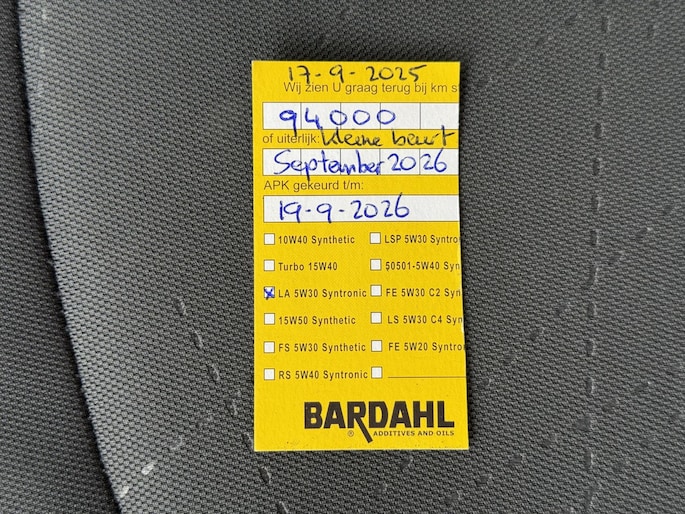 17-9-2025
Wij zien U graag terug bij km st
94000
of uiterlijk: kleine beurt
September 2026
APK gekeurd t/m:
19-9-2026
10W40 Synthetic LSP 5W30 Syntro
Turbo 15W40 50501-5W40 Syn
LA 5W30 Syntronic FE 5W30 C2 Syn
15W50 Synthetic LS 5W30 C4 Syn
FS 5W30 Synthetic FE 5W20 Syntro
RS 5W40 Syntronic
BARDAHL
® ADDITIVES AND OILS